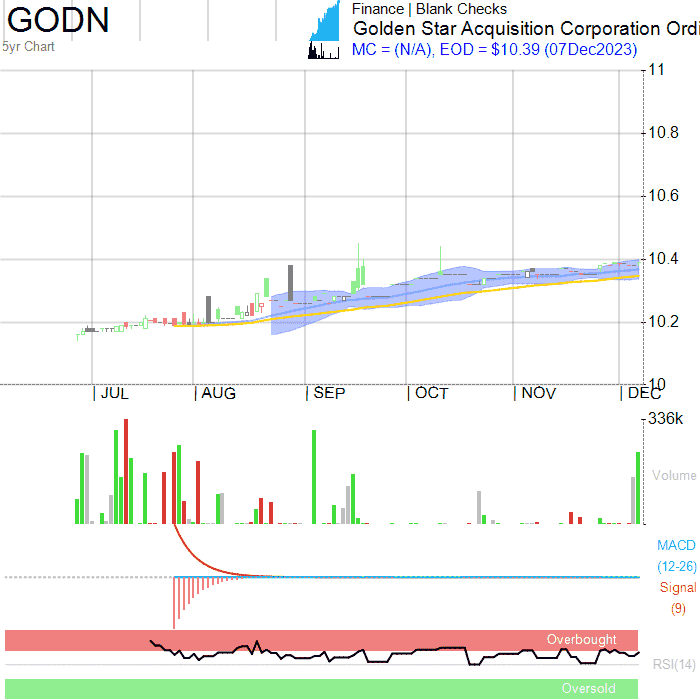 GODN
5yr Chart
Finance | Blank Checks
Golden Star Acquisition Corporation Ordi
MC = (N/A), EOD = $10.39 (07Dec2023)
11
10.8
10.6
10.4
10.2
10
JUL AUG SEP OCT NOV DEC
336k
Volume
MACD
(12-26)
Signal
(9)
Overbought
RSI(14)
Oversold